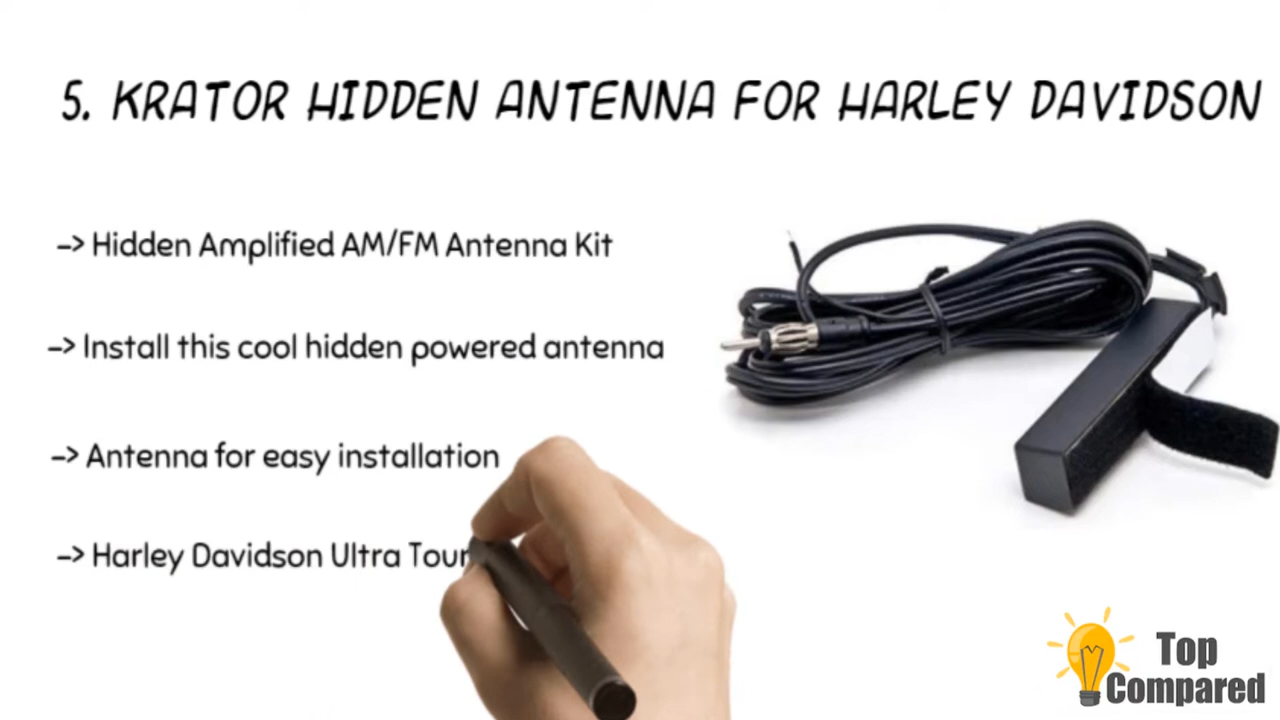 5. KRATOR HIDDEN ANTENNA FOR HARLEY DAVIDSON
-> Hidden Amplified AM/FM Antenna Kit
-> Install this cool hidden powered antenna
-> Antenna for easy installation
-> Harley Davidson Ultra Tour
Top
Compared